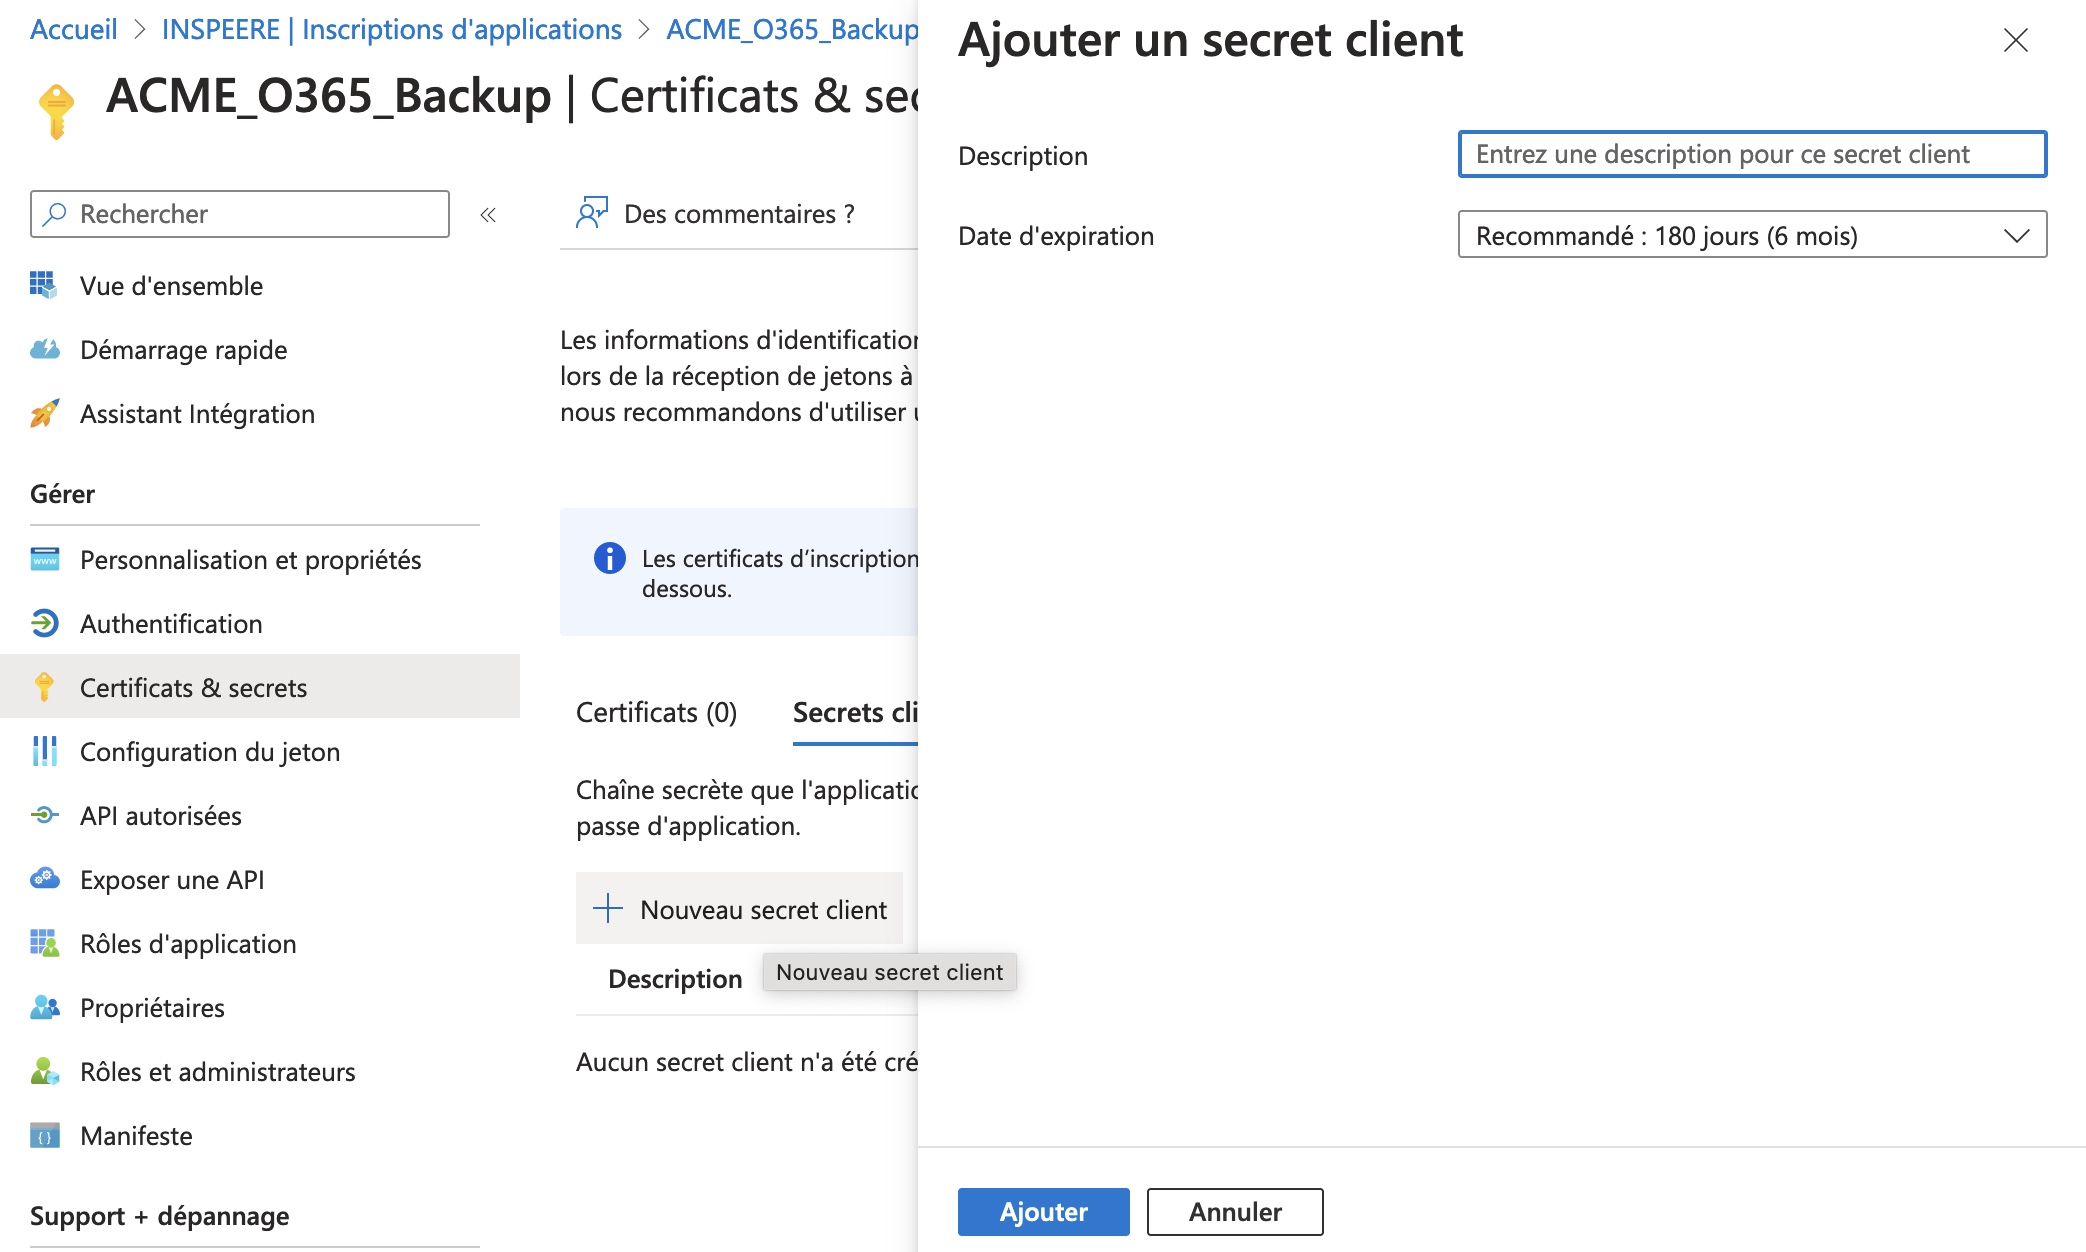 Accueil > INSPEERE | Inscriptions d'applications > ACME_O365_Backup
ACME_O365_Backup | Certificats & sec
Rechercher
«
Vue d'ensemble
Démarrage rapide
Assistant Intégration
Gérer
Personnalisation et propriétés
Authentification
Certificats & secrets
Configuration du jeton
API autorisées
Exposer une API
Rôles d'application
Propriétaires
Rôles et administrateurs
Manifeste
Support + dépannage
Des commentaires ?
Les informations d'identification
lors de la réception de jetons à
nous recommandons d'utiliser
Les certificats d’inscription
dessous.
Certificats (0)
Secrets cli
Chaîne secrète que l'applicatio
passe d'application.
Nouveau secret client
Description
Nouveau secret client
Aucun secret client n'a été cré
Ajouter un secret client
Description
Entrez une description pour ce secret client
Date d'expiration
Recommandé : 180 jours (6 mois)
Ajouter
Annuler